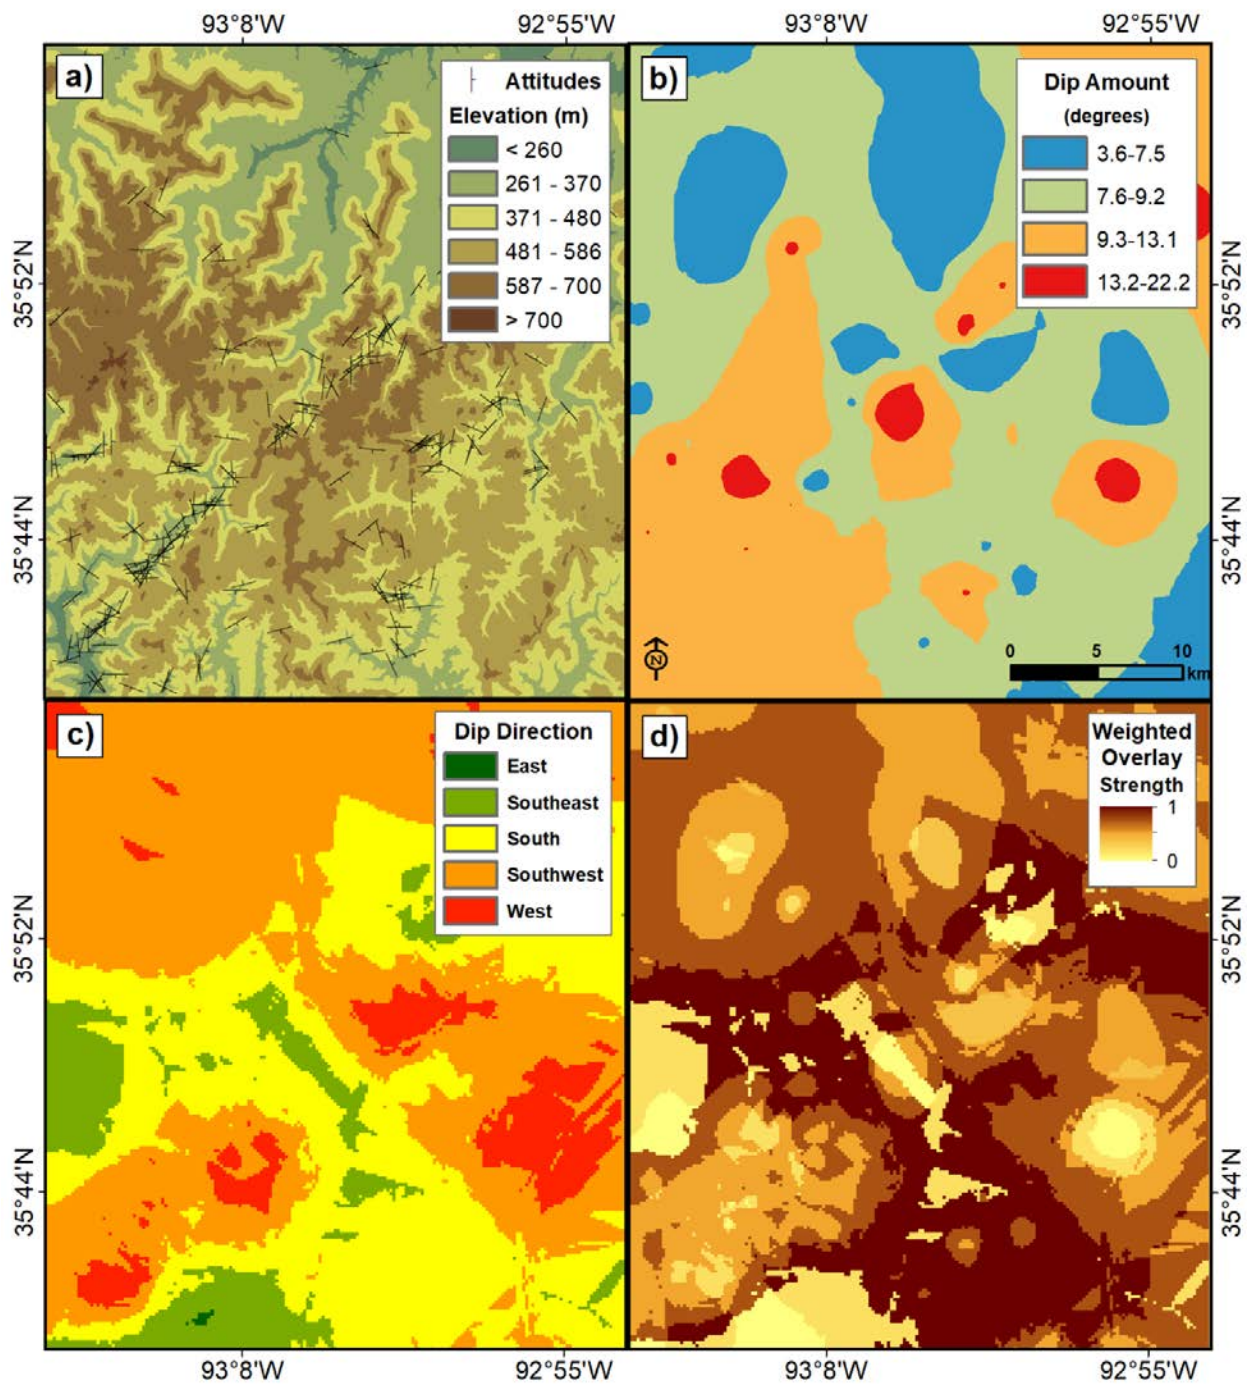 93°8'W 92°55'W 93°8'W 92°55'W
a)
Attitudes
Elevation (m)
< 260
261 - 370
371 - 480
481 - 586
587 - 700
> 700
35°52'N
35°44'N
b)
Dip Amount
(degrees)
3.6-7.5
7.6-9.2
9.3-13.1
13.2-22.2
35°52'N
35°44'N
N
0 5 10
km
c)
Dip Direction
East
Southeast
South
Southwest
West
35°52'N
35°44'N
d)
Weighted
Overlay
Strength
1
0
35°52'N
35°44'N
93°8'W 92°55'W 93°8'W 92°55'W